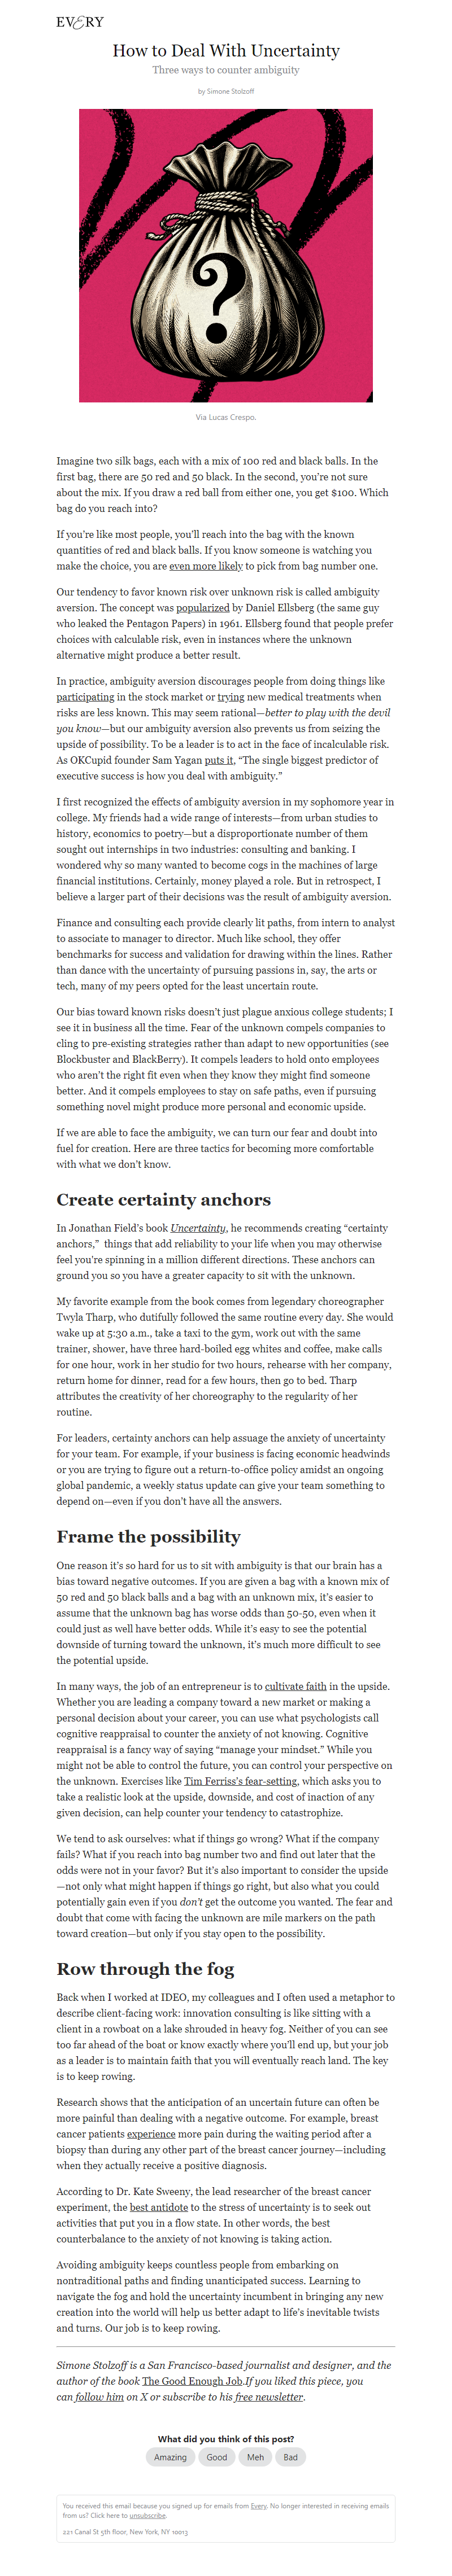 EVERY
How to Deal With Uncertainty
Three ways to counter ambiguity
by Simone Stolzoff
?
Via Lucas Crespo.
Imagine two silk bags, each with a mix of 100 red and black balls. In the
first bag, there are 50 red and 50 black. In the second, you’re not sure
about the mix. If you draw a red ball from either one, you get $100. Which
bag do you reach into?
If you’re like most people, you’ll reach into the bag with the known
quantities of red and black balls. If you know someone is watching you
make the choice, you are even more likely to pick from bag number one.
Our tendency to favor known risk over unknown risk is called ambiguity
aversion. The concept was popularized by Daniel Ellsberg (the same guy
who leaked the Pentagon Papers) in 1961. Ellsberg found that people prefer
choices with calculable risk, even in instances where the unknown
alternative might produce a better result.
In practice, ambiguity aversion discourages people from doing things like
participating in the stock market or trying new medical treatments when
risks are less known. This may seem rational—better to play with the devil
you know—but our ambiguity aversion also prevents us from seizing the
upside of possibility. To be a leader is to act in the face of incalculable risk.
As OKCupid founder Sam Yagan puts it, “The single biggest predictor of
executive success is how you deal with ambiguity.”
I first recognized the effects of ambiguity aversion in my sophomore year in
college. My friends had a wide range of interests—from urban studies to
history, economics to poetry—but a disproportionate number of them
sought out internships in two industries: consulting and banking. I
wondered why so many wanted to become cogs in the machines of large
financial institutions. Certainly, money played a role. But in retrospect, I
believe a larger part of their decisions was the result of ambiguity aversion.
Finance and consulting each provide clearly lit paths, from intern to analyst
to associate to manager to director. Much like school, they offer
benchmarks for success and validation for drawing within the lines. Rather
than dance with the uncertainty of pursuing passions in, say, the arts or
tech, many of my peers opted for the least uncertain route.
Our bias toward known risks doesn’t just plague anxious college students; I
see it in business all the time. Fear of the unknown compels companies to
cling to pre-existing strategies rather than adapt to new opportunities (see
Blockbuster and BlackBerry). It compels leaders to hold onto employees
who aren’t the right fit even when they know they might find someone
better. And it compels employees to stay on safe paths, even if pursuing
something novel might produce more personal and economic upside.
If we are able to face the ambiguity, we can turn our fear and doubt into
fuel for creation. Here are three tactics for becoming more comfortable
with what we don’t know.
Create certainty anchors
In Jonathan Field’s book Uncertainty, he recommends creating “certainty
anchors,” things that add reliability to your life when you may otherwise
feel you’re spinning in a million different directions. These anchors can
ground you so you have a greater capacity to sit with the unknown.
My favorite example from the book comes from legendary choreographer
Twyla Tharp, who dutifully followed the same routine every day. She would
wake up at 5:30 a.m., take a taxi to the gym, work out with the same
trainer, shower, have three hard-boiled egg whites and coffee, make calls
for one hour, work in her studio for two hours, rehearse with her company,
return home for dinner, read for a few hours, then go to bed. Tharp
attributes the creativity of her choreography to the regularity of her
routine.
For leaders, certainty anchors can help assuage the anxiety of uncertainty
for your team. For example, if your business is facing economic headwinds
or you are trying to figure out a return-to-office policy amidst an ongoing
global pandemic, a weekly status update can give your team something to
depend on—even if you don’t have all the answers.
Frame the possibility
One reason it’s so hard for us to sit with ambiguity is that our brain has a
bias toward negative outcomes. If you are given a bag with a known mix of
50 red and 50 black balls and a bag with an unknown mix, it’s easier to
assume that the unknown bag has worse odds than 50-50, even when it
could just as well have better odds. While it’s easy to see the potential
downside of turning toward the unknown, it’s much more difficult to see
the potential upside.
In many ways, the job of an entrepreneur is to cultivate faith in the upside.
Whether you are leading a company toward a new market or making a
personal decision about your career, you can use what psychologists call
cognitive reappraisal to counter the anxiety of not knowing. Cognitive
reappraisal is a fancy way of saying “manage your mindset.” While you
might not be able to control the future, you can control your perspective on
the unknown. Exercises like Tim Ferriss’s fear-setting, which asks you to
take a realistic look at the upside, downside, and cost of inaction of any
given decision, can help counter your tendency to catastrophize.
We tend to ask ourselves: what if things go wrong? What if the company
fails? What if you reach into bag number two and find out later that the
odds were not in your favor? But it’s also important to consider the upside
—not only what might happen if things go right, but also what you could
potentially gain even if you don’t get the outcome you wanted. The fear and
doubt that come with facing the unknown are mile markers on the path
toward creation—but only if you stay open to the possibility.
Row through the fog
Back when I worked at IDEO, my colleagues and I often used a metaphor to
describe client-facing work: innovation consulting is like sitting with a
client in a rowboat on a lake shrouded in heavy fog. Neither of you can see
too far ahead of the boat or know exactly where you’ll end up, but your job
as a leader is to maintain faith that you will eventually reach land. The key
is to keep rowing.
Research shows that the anticipation of an uncertain future can often be
more painful than dealing with a negative outcome. For example, breast
cancer patients experience more pain during the waiting period after a
biopsy than during any other part of the breast cancer journey—including
when they actually receive a positive diagnosis.
According to Dr. Kate Sweeny, the lead researcher of the breast cancer
experiment, the best antidote to the stress of uncertainty is to seek out
activities that put you in a flow state. In other words, the best
counterbalance to the anxiety of not knowing is taking action.
Avoiding ambiguity keeps countless people from embarking on
nontraditional paths and finding unanticipated success. Learning to
navigate the fog and hold the uncertainty incumbent in bringing any new
creation into the world will help us better adapt to life’s inevitable twists
and turns. Our job is to keep rowing.
Simone Stolzoff is a San Francisco-based journalist and designer, and the
author of the book The Good Enough Job.If you liked this piece, you
can follow him on X or subscribe to his free newsletter.
What did you think of this post?
Amazing Good Meh Bad
You received this email because you signed up for emails from Every. No longer interested in receiving emails
from us? Click here to unsubscribe.
221 Canal St 5th floor, New York, NY 10013